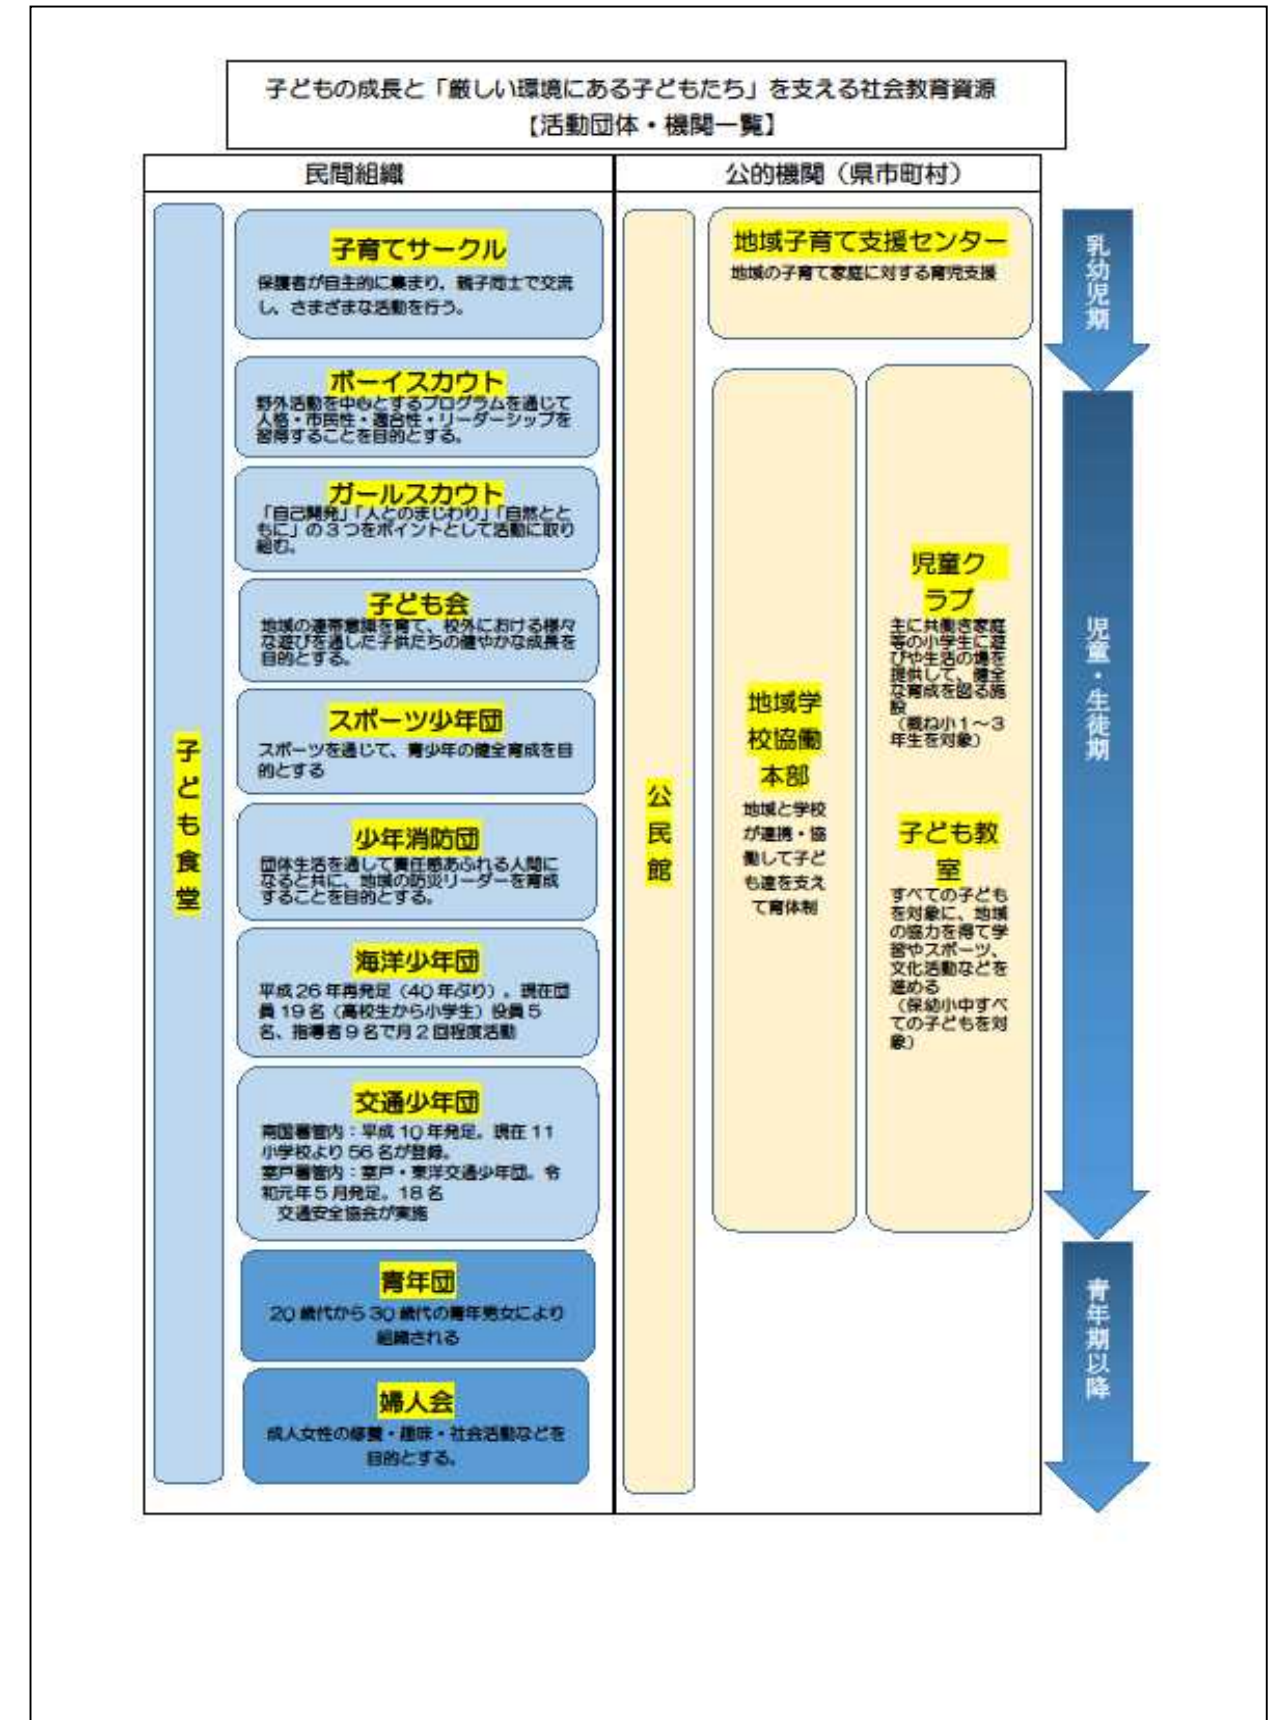 子どもの成長と「厳しい環境にある子どもたち」を支える社会教育資源
【活動団体・機関一覧】
民間組織
公的機関（県市町村）
子ども食堂
子育てサークル
保護者が自主的に集まり、親子同士で交流
し、さまざまな活動を行う。
ボーイスカウト
野外活動を中心とするプログラムを通じて
人格・市民性・適合性・リーダーシップを
習得することを目的とする。
ガールスカウト
「自己開発」「人とのまじわり」「自然とと
もに」の３つをポイントとして活動に取り
組む。
子ども会
地域の連帯意識を育て、校外における様々
な遊びを通した子供たちの健やかな成長を
目的とする。
スポーツ少年団
スポーツを通じて、青少年の健全育成を目
的とする
少年消防団
団体生活を通して責任感あふれる人間に
なると共に、地域の防災リーダーを育成
することを目的とする。
海洋少年団
平成26年再発足（40年ぶり）。現在団
員19名（高校生から小学生）役員５
名、指導者９名で月２回程度活動
交通少年団
南国署管内：平成10年発足。現在11
小学校より56名が登録。
室戸署管内：室戸・東洋交通少年団。令
和元年５月発足。18名
交通安全協会が実施
青年団
20歳代から30歳代の青年男女により
組織される
婦人会
成人女性の修養・趣味・社会活動などを
目的とする。
公民館
地域子育て支援センター
地域の子育て家庭に対する育児支援
地域学
校協働
本部
地域と学校
が連携・協
働して子ど
も達を支え
て育体制
児童ク
ラブ
主に共働き家庭
等の小学生に遊
びや生活の場を
提供して、健全
な育成を図る施
設
（概ね小１～３
年生を対象）
子ども教
室
すべての子ども
を対象に、地域
の協力を得て学
習やスポーツ、
文化活動などを
進める
（保幼小中すべ
ての子どもを対
象）
乳幼児期
児童・生徒期
青年期以降